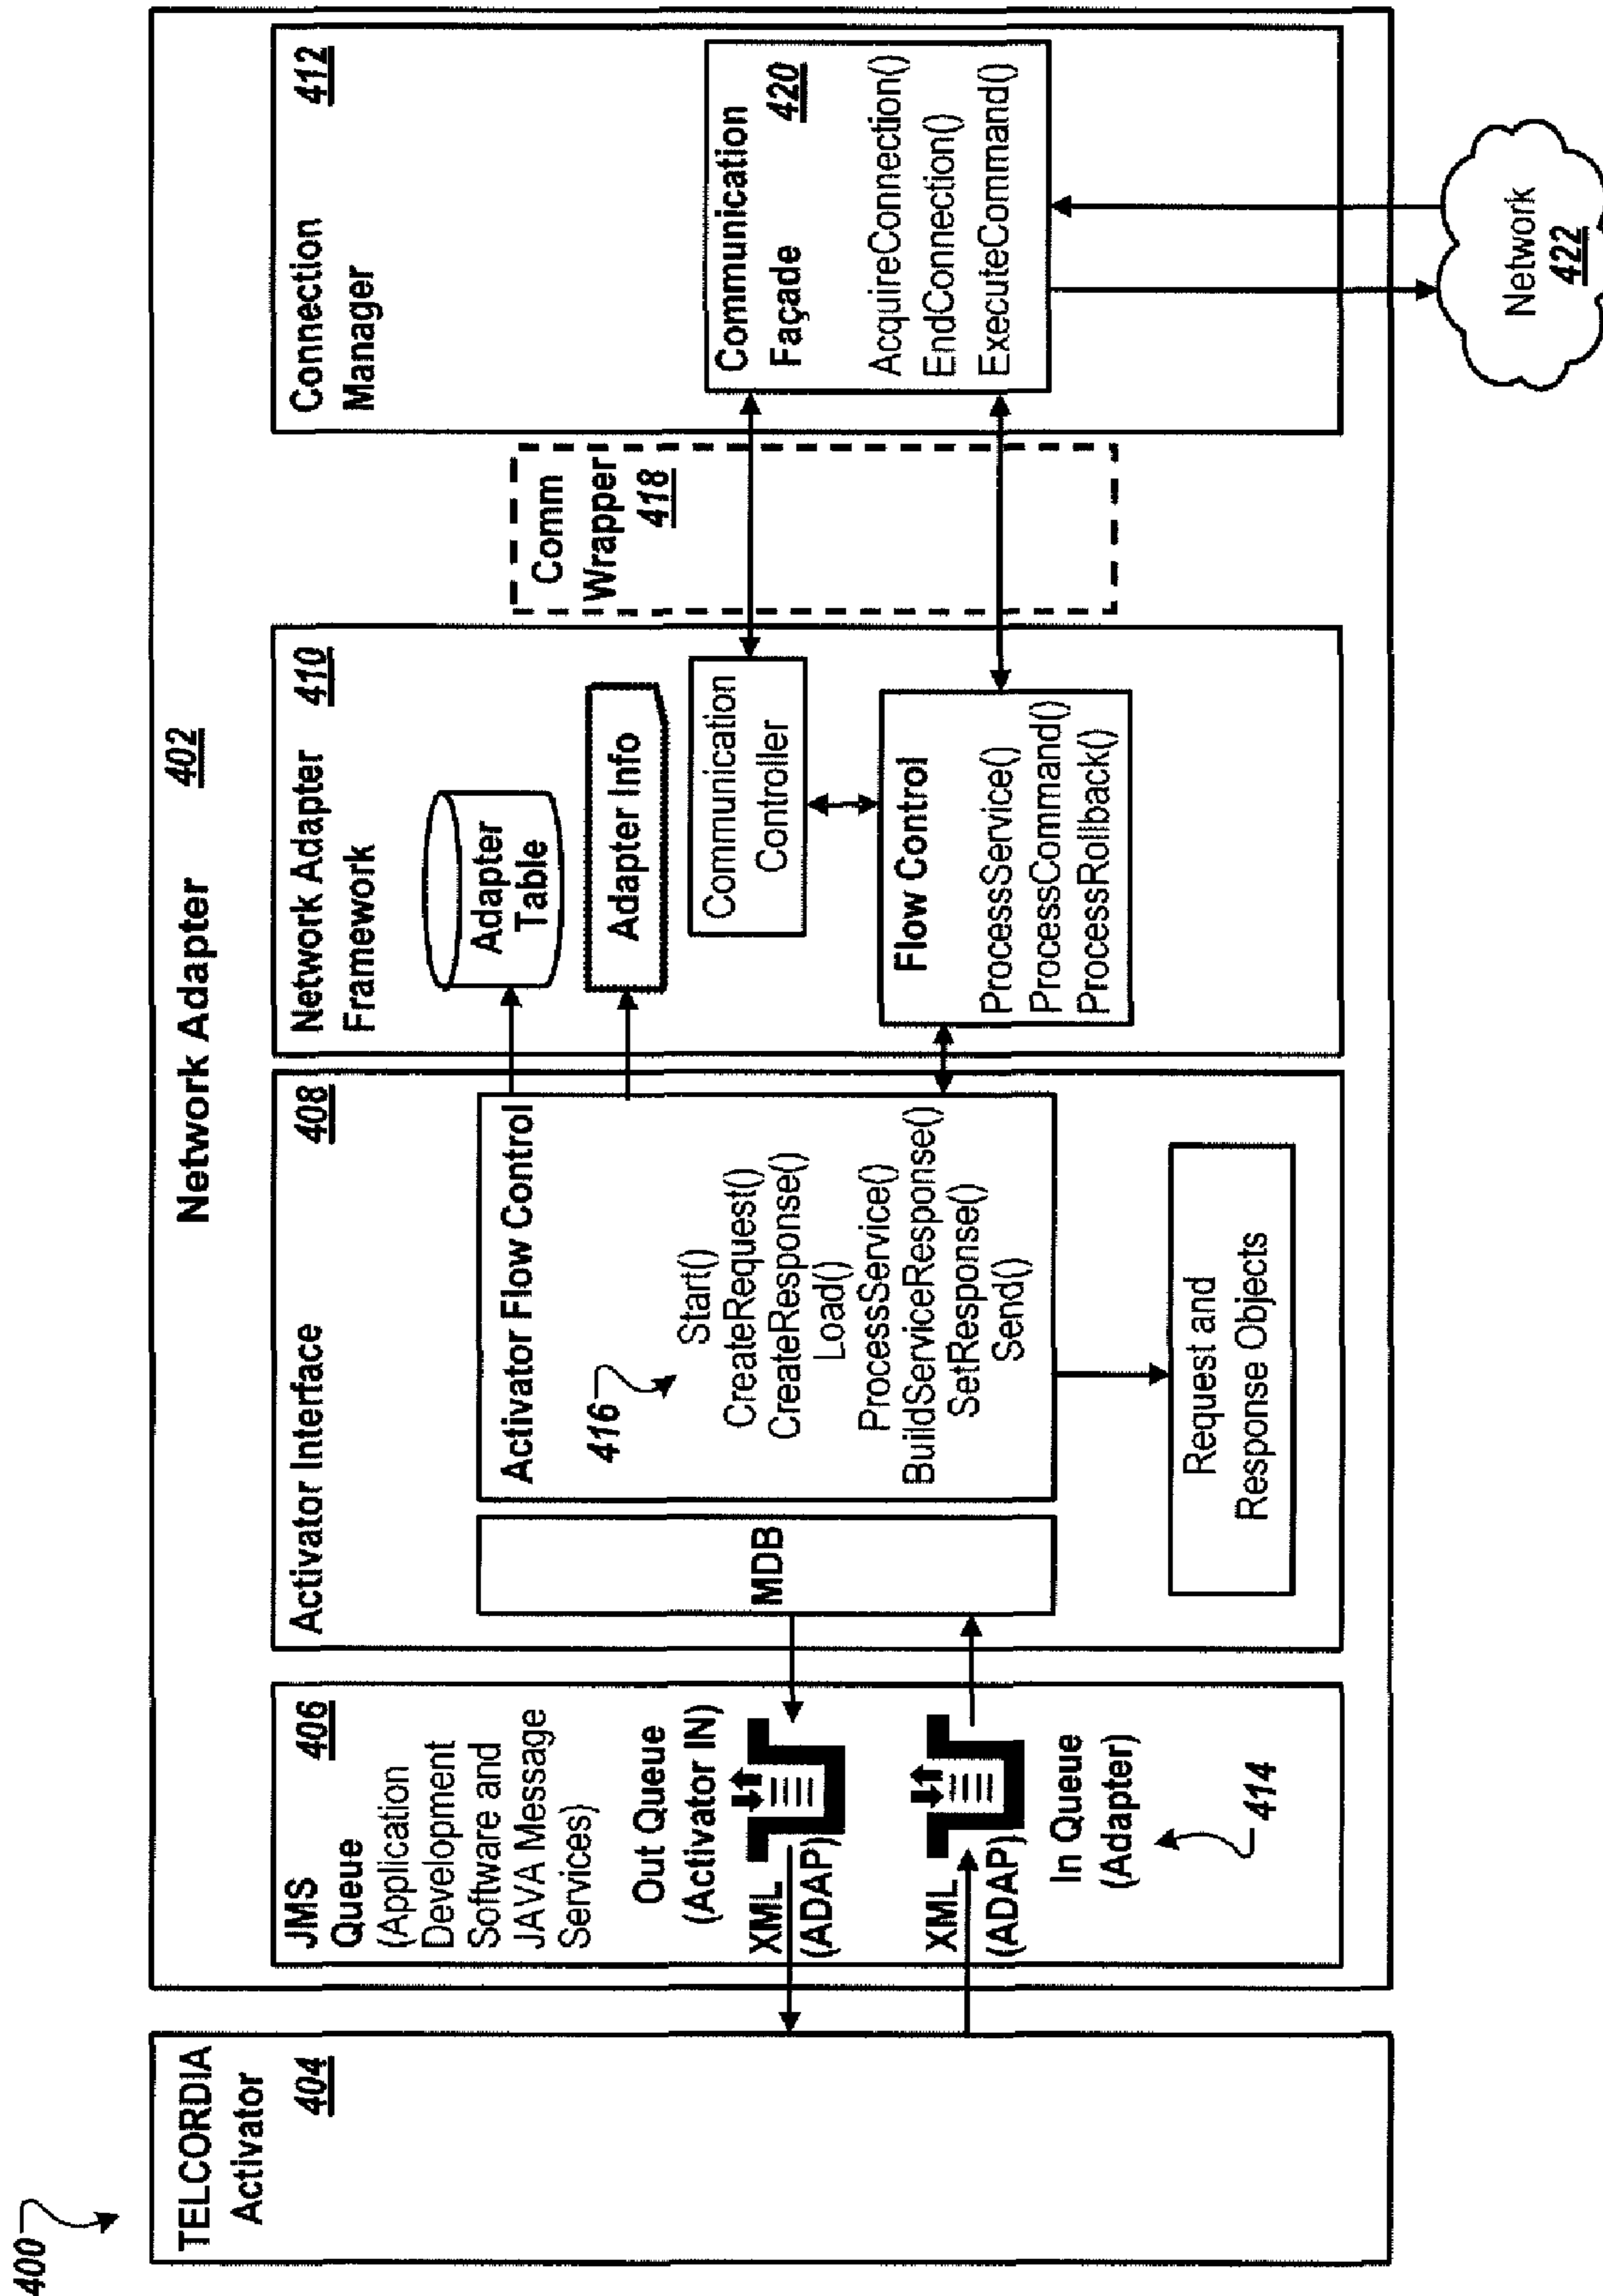 400
TELCORDIA
Activator
404
Network Adapter 402
JMS 406
Queue
(Application
Development
Software and
JAVA Message
Services)
Out Queue
(Activator IN)
XML
(ADAP)
XML
(ADAP)
In Queue
(Adapter)
414
Activator Interface 408
MDB
Activator Flow Control
416
Start()
CreateRequest()
CreateResponse()
Load()
ProcessService()
BuildServiceResponse()
SetResponse()
Send()
Request and
Response Objects
Network Adapter 410
Framework
Adapter
Table
Adapter Info
Communication
Controller
Flow Control
ProcessService()
ProcessCommand()
ProcessRollback()
Comm
Wrapper
418
Connection 412
Manager
Communication
Façade 420
AcquireConnection()
EndConnection()
ExecuteCommand()
Network
422